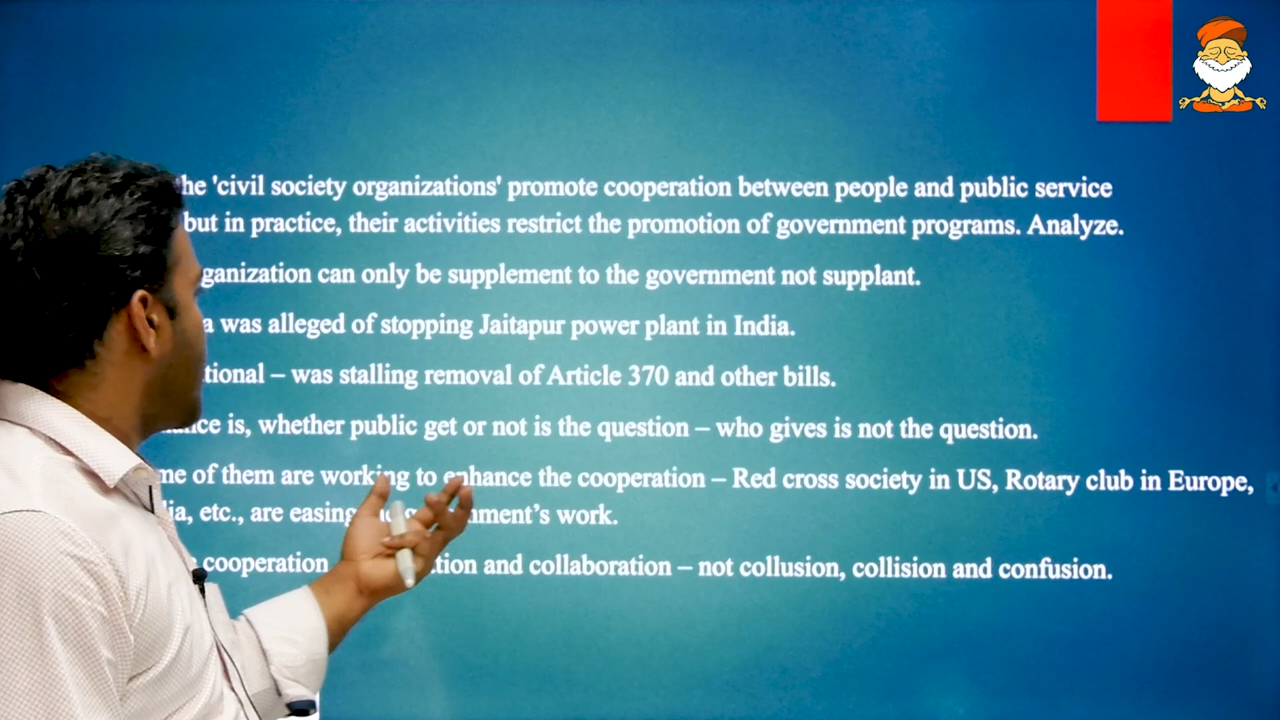 he 'civil society organizations' promote cooperation between people and public service
but in practice, their activities restrict the promotion of government programs. Analyze.
ganization can only be supplement to the government not supplant.
a was alleged of stopping Jaitapur power plant in India.
tional – was stalling removal of Article 370 and other bills.
is, whether public get or not is the question – who gives is not the question.
me of them are working to enhance the cooperation – Red cross society in US, Rotary club in Europe,
ia, etc., are easing nment's work.
cooperation tion and collaboration – not collusion, collision and confusion.